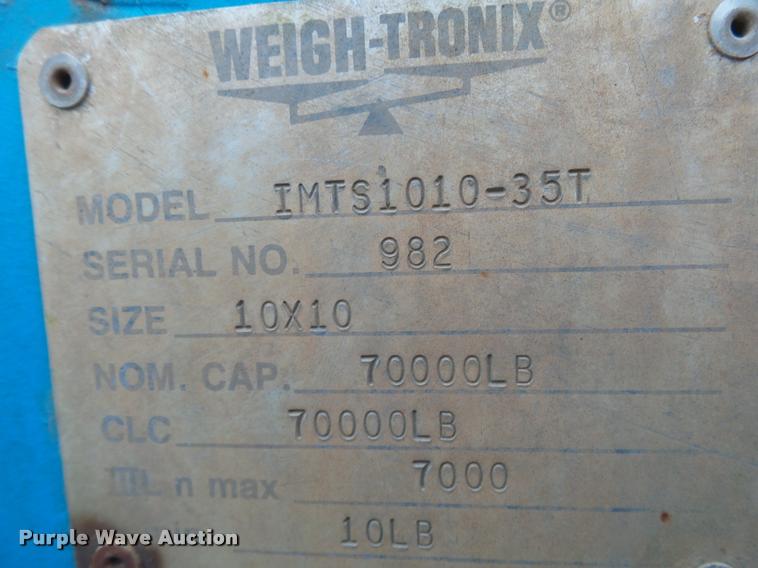 WEIGH-TRONIX®
MODEL IMTS1010-35T
SERIAL NO. 982
SIZE 10X10
NOM. CAP. 70000LB
CLC 70000LB
IIIL n max 7000
10LB
Purple Wave Auction